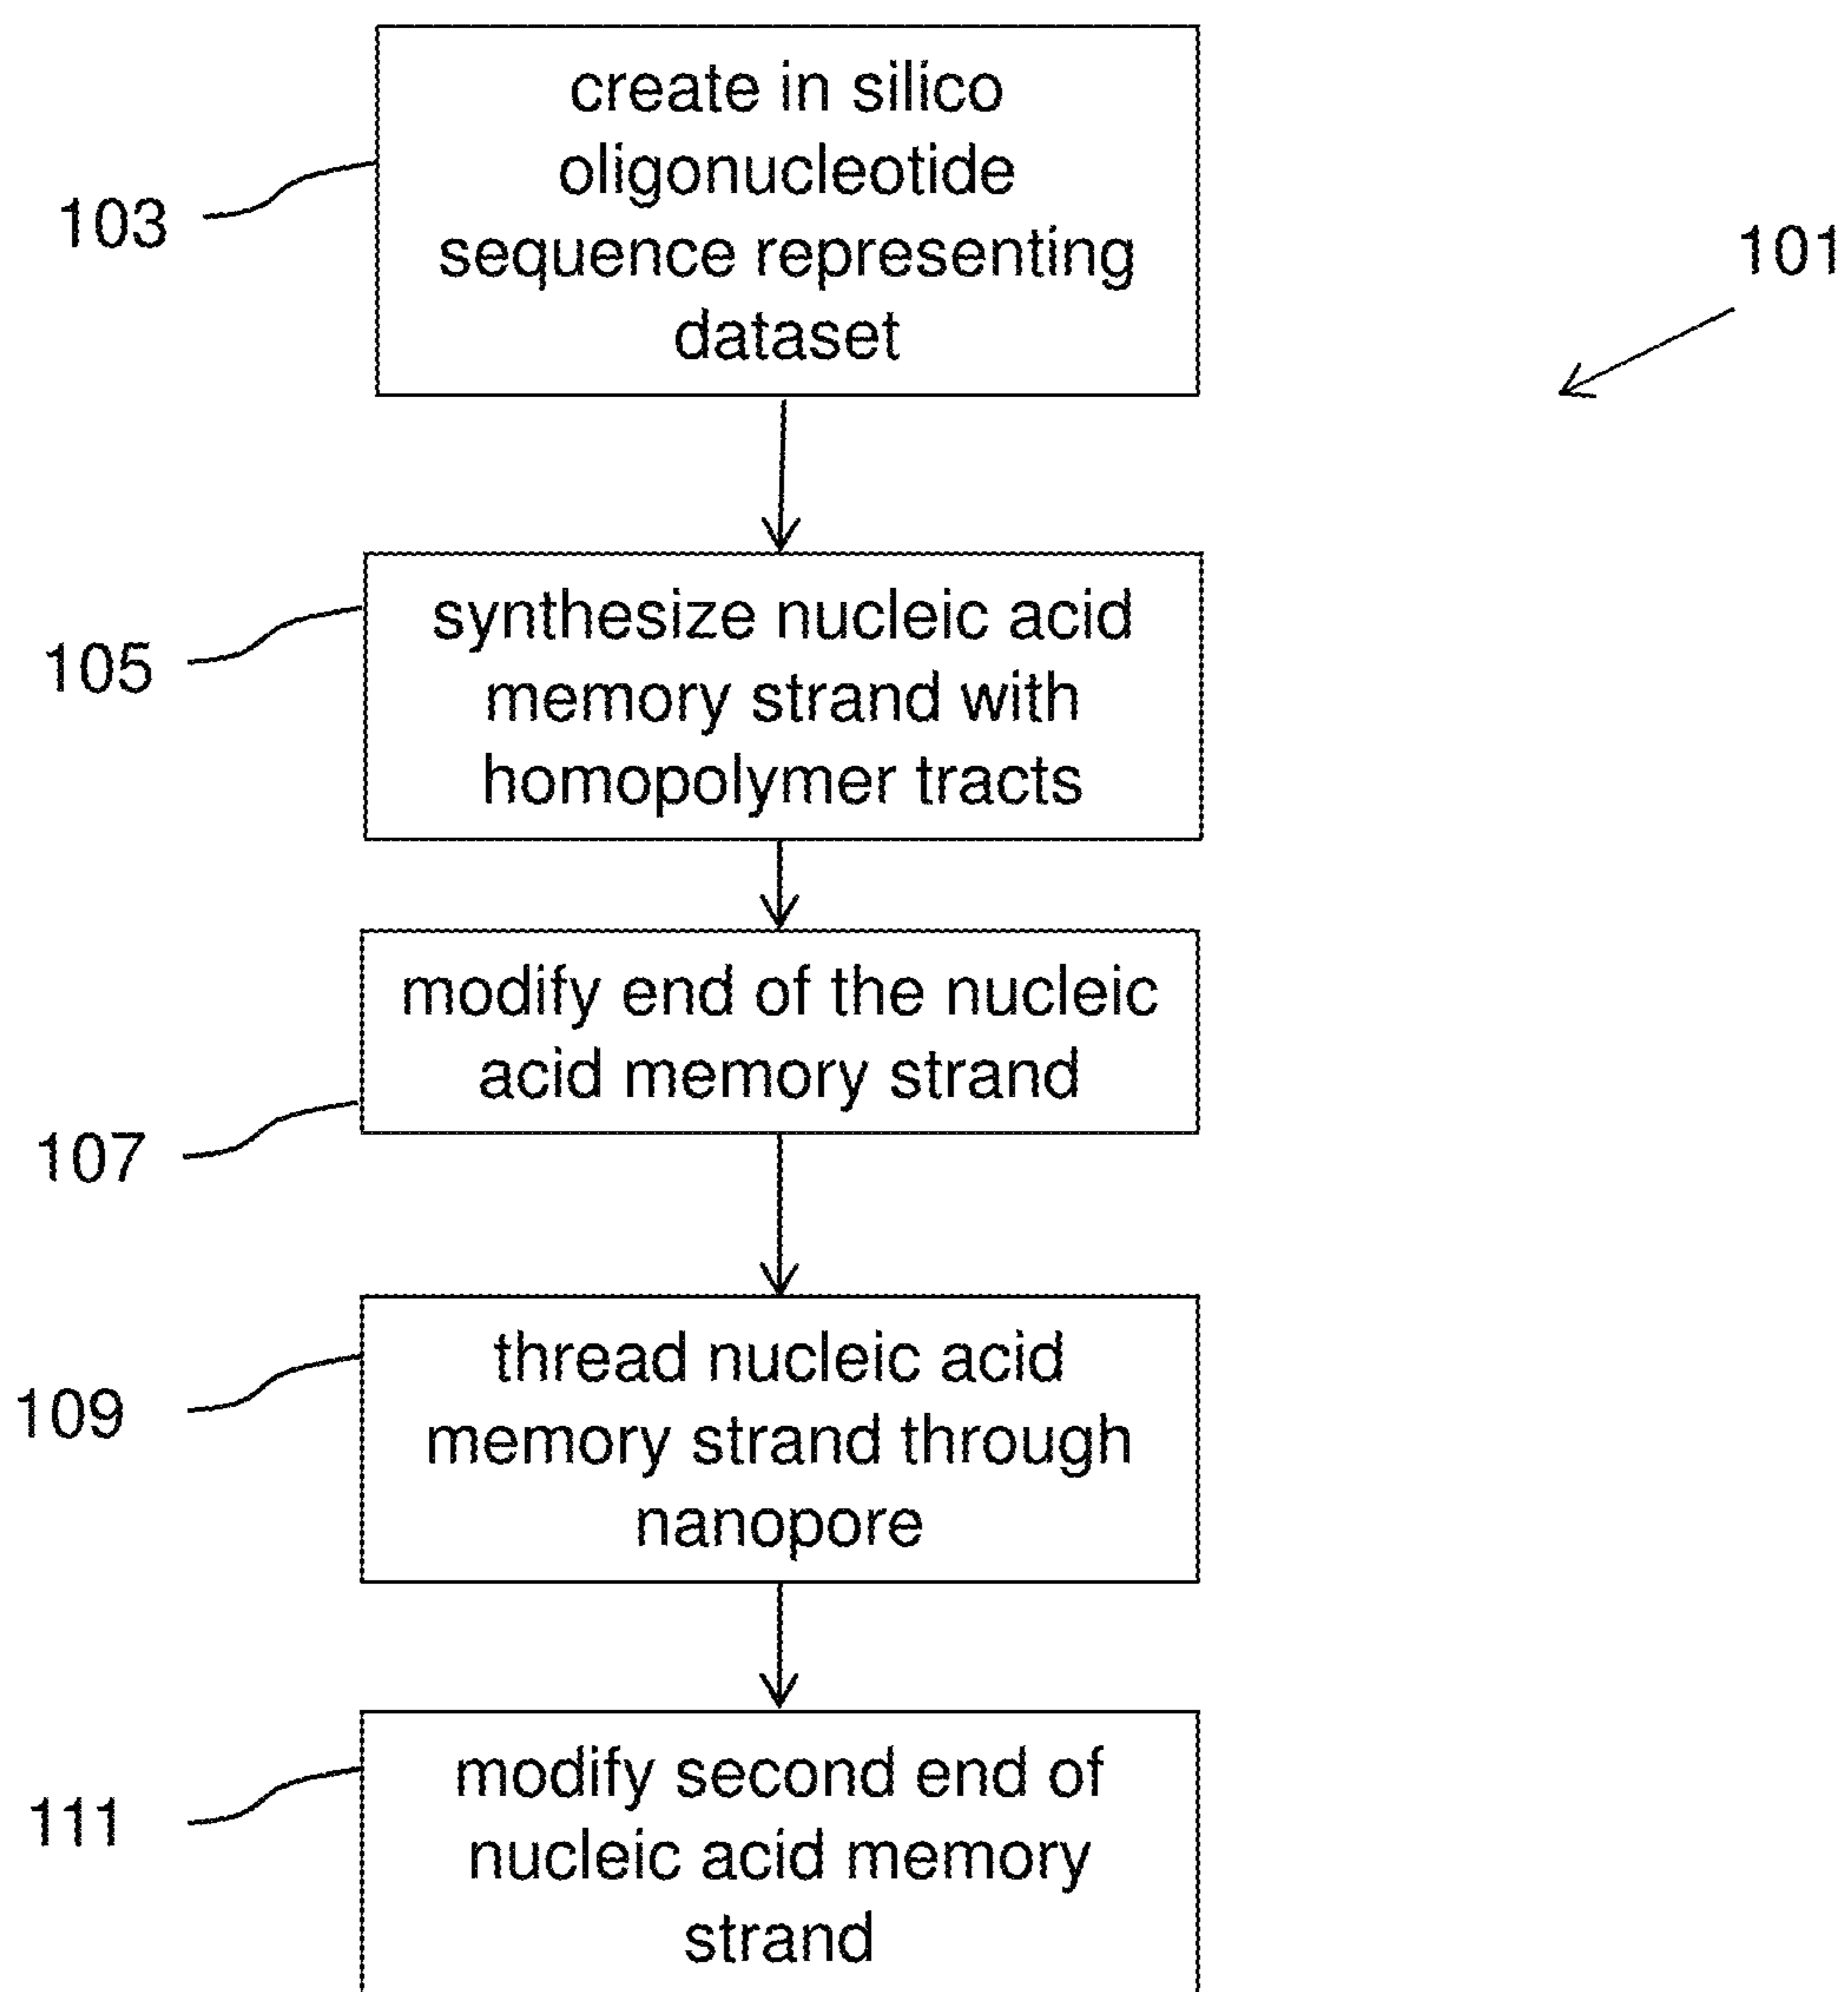 create in silico
oligonucleotide
sequence representing
dataset
103
101
synthesize nucleic acid
memory strand with
homopolymer tracts
105
modify end of the nucleic
acid memory strand
107
thread nucleic acid
memory strand through
nanopore
109
modify second end of
nucleic acid memory
strand
111